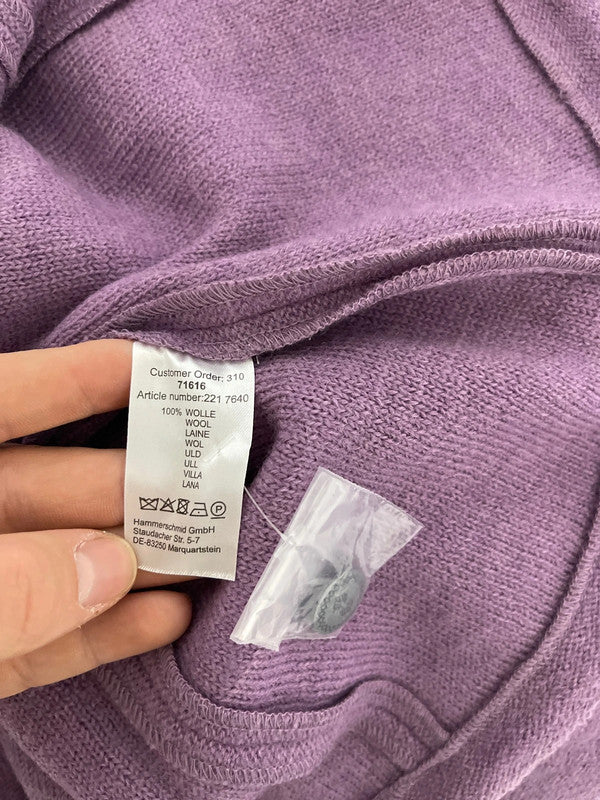 Customer Order: 310
71616
Article number:221 7640
100% WOLLE
WOOL
LAINE
WOL
ULD
ULL
VILLA
LANA
P
Hammerschmid GmbH
Staudacher Str. 5-7
DE-83250 Marquartstein